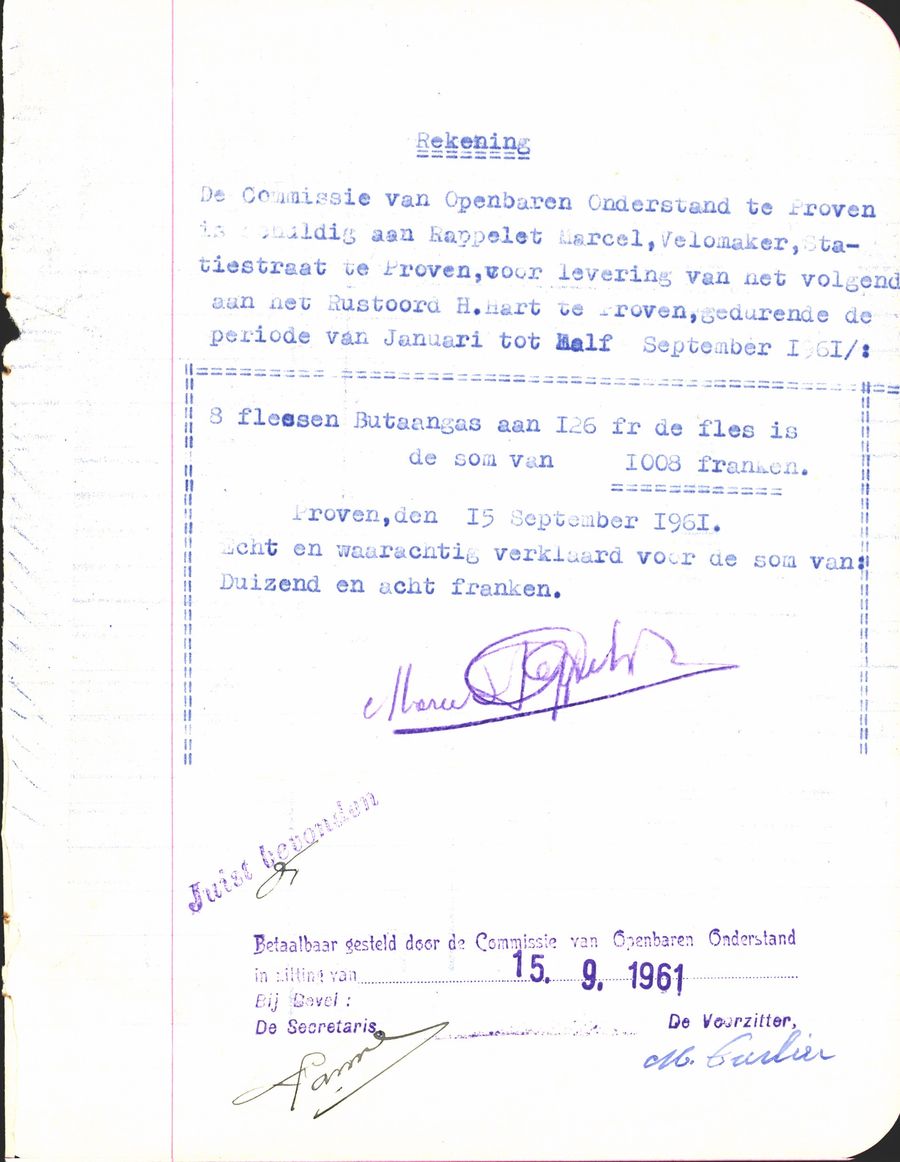 Rekening
De Commissie van Openbaren Onderstand te Proven
is schuldig aan Rappelet Marcel,Velomaker,Sta-
tiestraat te Proven,voor levering van het volgend
aan het Rustoord H.Hart te Proven,gedurende de
periode van Januari tot Half September I96I/:
8 flessen Butaangas aan I26 fr de fles is
de som van I008 franken.
Proven,den I5 September I96I.
Echt en waarachtig verklaard voor de som van:
Duizend en acht franken.
Marcel Rappelet
Juist bevonden
Betaalbaar gesteld door de Commissie van Openbaren Onderstand
in zitting van 15. 9. 1961
Bij Bevel :
De Secretaris, De Voorzitter,